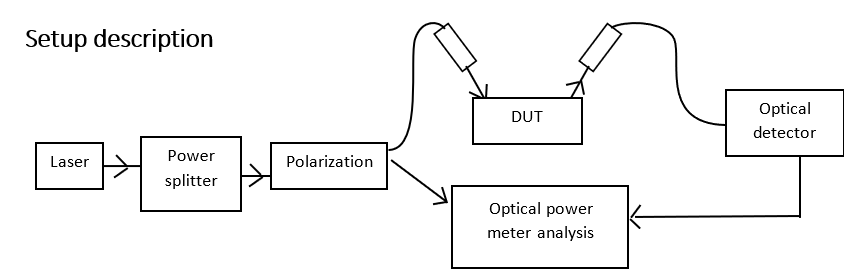 Setup description
Laser
Power
splitter
Polarization
DUT
Optical
detector
Optical power
meter analysis